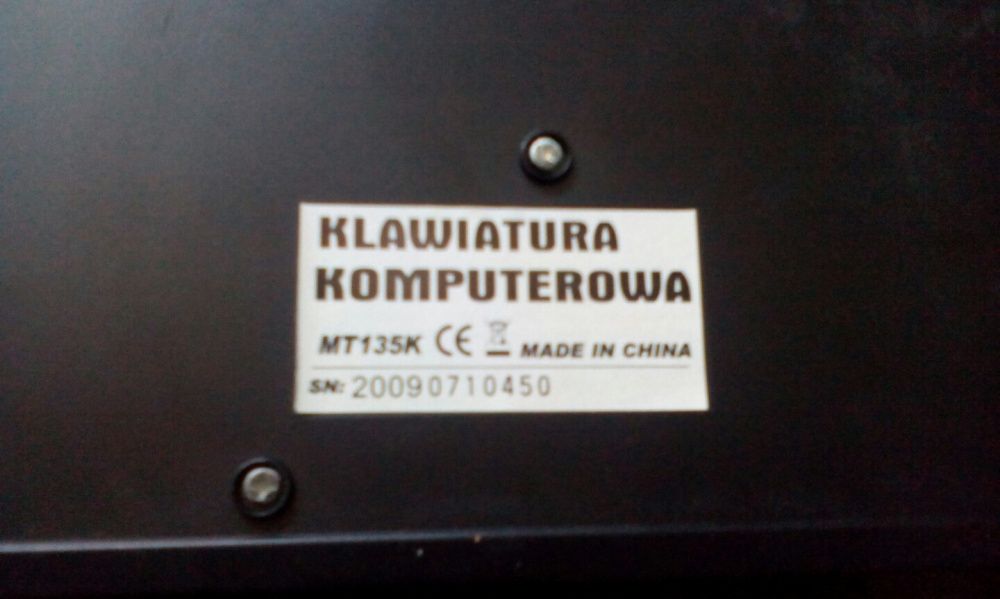 KLAWIATURA
KOMPUTEROWA
MT135K CE MADE IN CHINA
SN: 20090710450